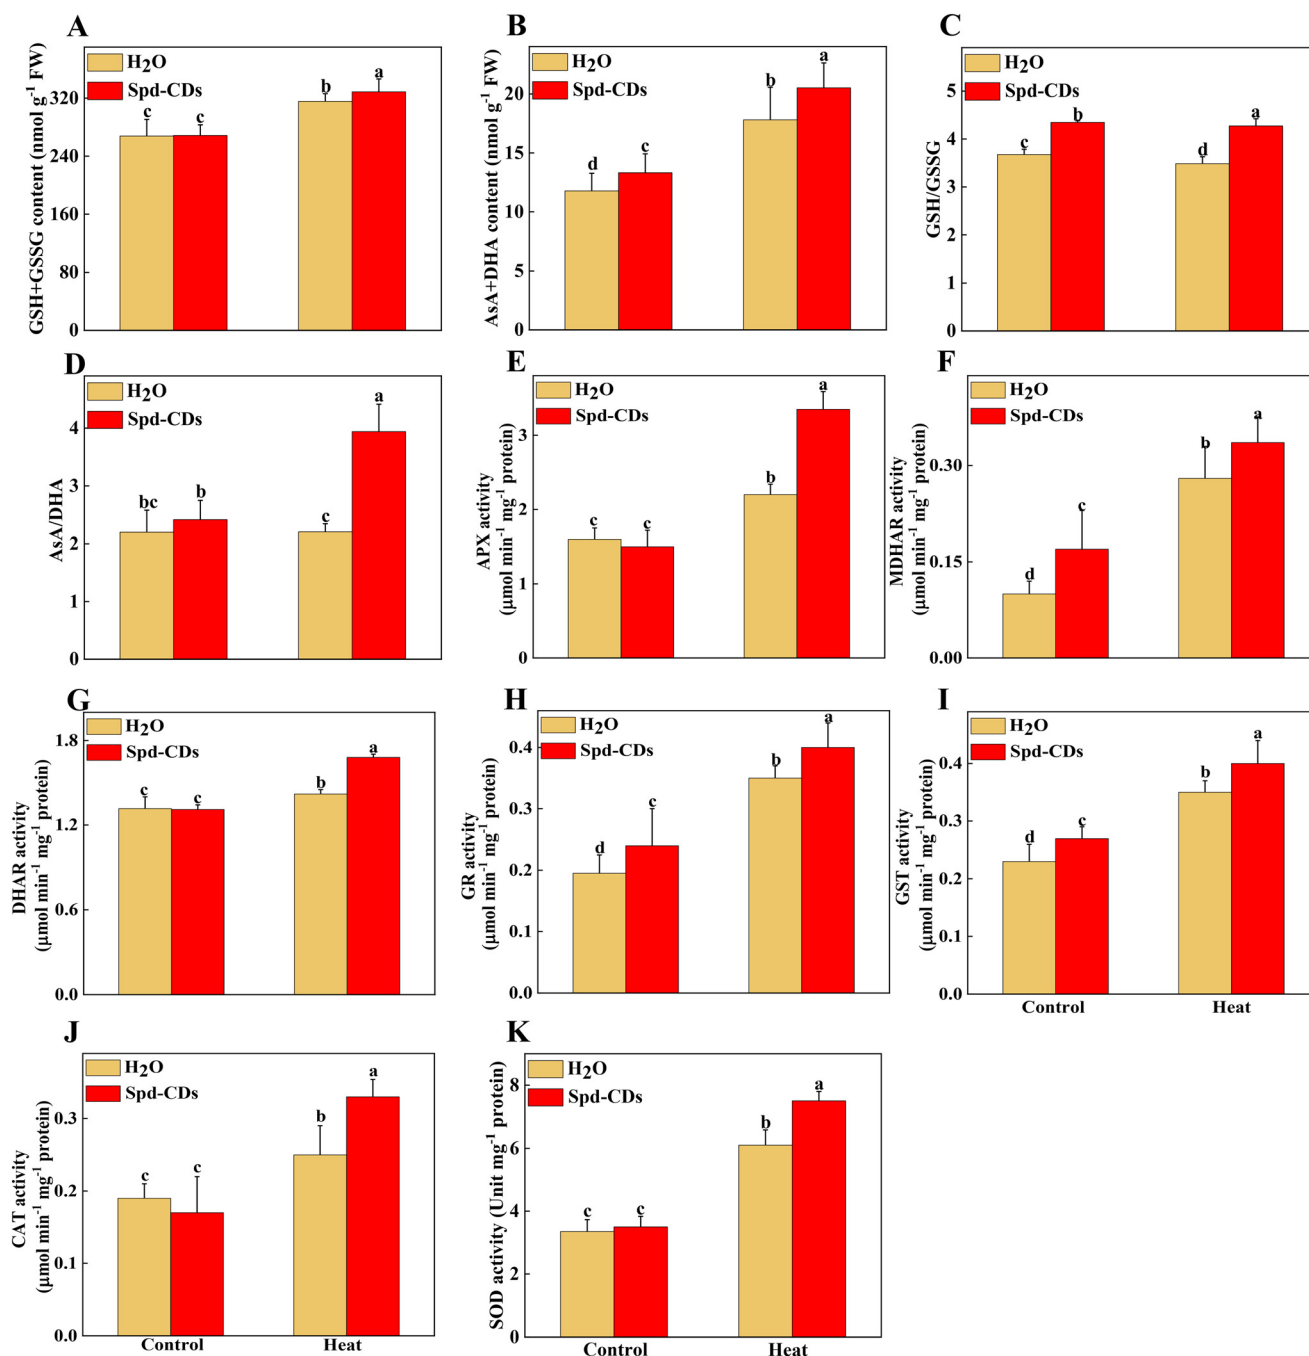 A
H2O
Spd-CDs
GSH+GSSG content (nmol g-1 FW)
320
240
160
80
0
c
c
b
a
B
H2O
Spd-CDs
AsA+DHA content (nmol g-1 FW)
20
15
10
5
0
d
c
b
a
C
H2O
Spd-CDs
GSH/GSSG
5
4
3
2
1
0
c
b
d
a
D
H2O
Spd-CDs
AsA/DHA
4
3
2
1
0
bc
b
c
a
E
H2O
Spd-CDs
APX activity
(μmol min-1 mg-1 protein)
3
2
1
0
c
c
b
a
F
H2O
Spd-CDs
MDHAR activity
(μmol min-1 mg-1 protein)
0.30
0.15
0.00
d
c
b
a
G
H2O
Spd-CDs
DHAR activity
(μmol min-1 mg-1 protein)
1.8
1.2
0.6
0.0
c
c
b
a
H
H2O
Spd-CDs
GR activity
(μmol min-1 mg-1 protein)
0.4
0.3
0.2
0.1
0.0
d
c
b
a
I
H2O
Spd-CDs
GST activity
(μmol min-1 mg-1 protein)
0.4
0.3
0.2
0.1
0.0
d
c
b
a
Control
Heat
J
H2O
Spd-CDs
CAT activity
(μmol min-1 mg-1 protein)
0.3
0.2
0.1
0.0
c
c
b
a
Control
Heat
K
H2O
Spd-CDs
SOD activity (Unit mg-1 protein)
8
6
4
2
0
c
c
b
a
Control
Heat